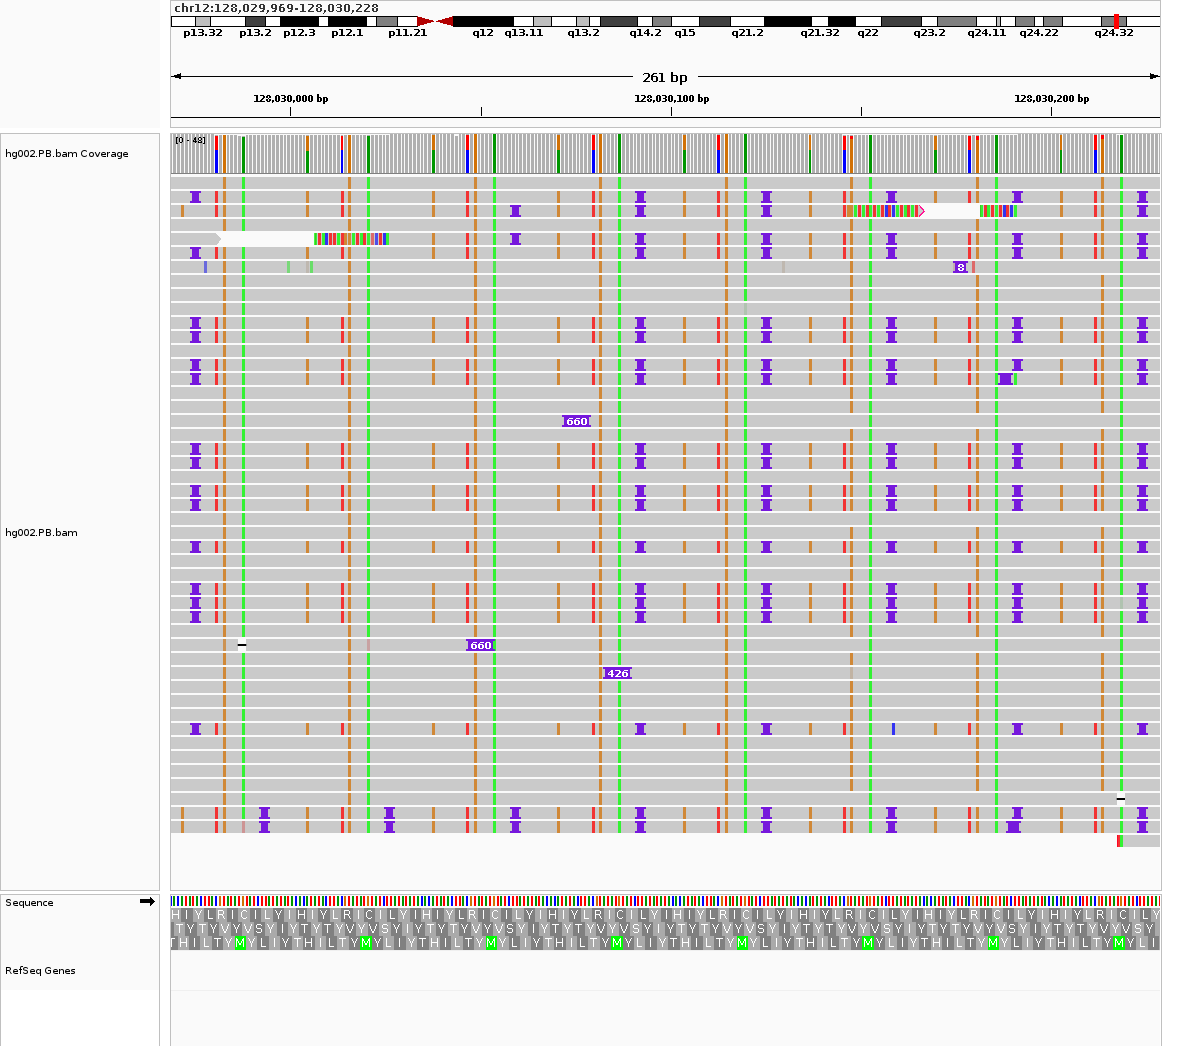 chr12:128,029,969-128,030,228
p13.32 p13.2 p12.3 p12.1 p11.21 q12 q13.11 q13.2 q14.2 q15 q21.2 q21.32 q22 q23.2 q24.11 q24.22 q24.32
261 bp
128,030,000 bp 128,030,100 bp 128,030,200 bp
hg002.PB.bam Coverage
[0 - 48]
8
660
hg002.PB.bam
660
426
Sequence
HIYLRICILYIHIYLRICILYIHIYLRICILYIHIYLRICILYIHIYLRICILYIHIYLRICILYIHIYLRICILYIHIYLRICILY
TYTYVYVSYIYTYTYVYVSYIYTYTYVYVSYIYTYTYVYVSYIYTYTYVYVSYIYTYTYVYVSYIYTYTYVYVSYIYTYTYVYVSY
THILTYMYLIYTHILTYMYLIYTHILTYMYLIYTHILTYMYLIYTHILTYMYLIYTHILTYMYLIYTHILTYMYLIYTHILTYMYLI
RefSeq Genes